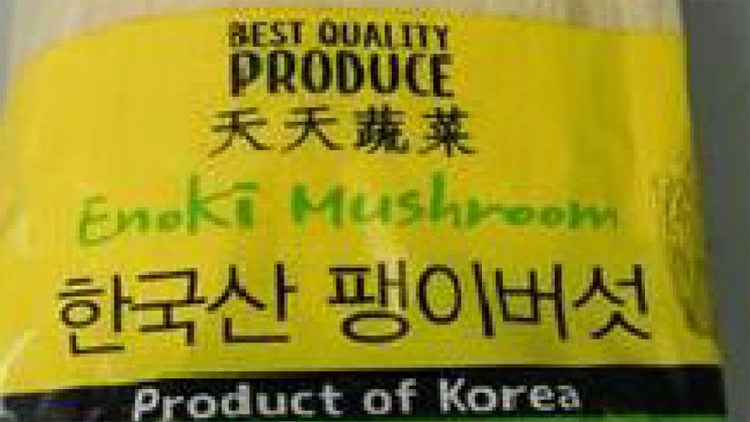 BEST QUALITY
PRODUCE
天天蔬菜
Enoki Mushroom
한국산 팽이버섯
Product of Korea